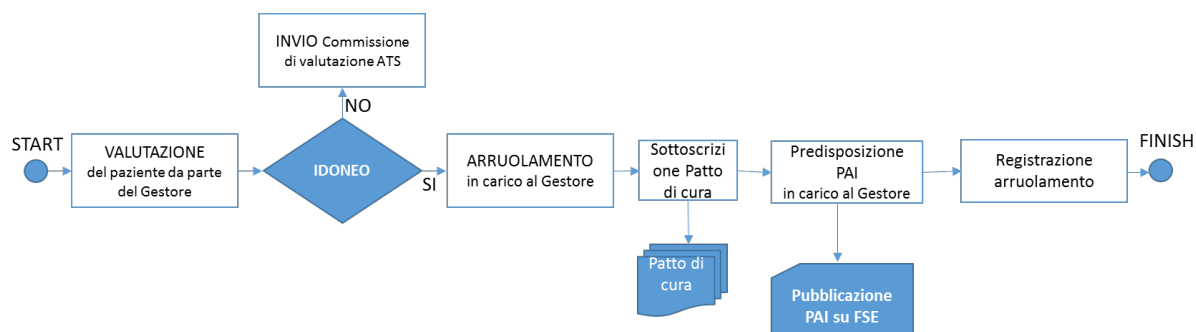 INVIO Commissione
di valutazione ATS
NO
START
VALUTAZIONE
del paziente da parte
del Gestore
IDONEO
SI
ARRUOLAMENTO
in carico al Gestore
Sottoscrizi
one Patto
di cura
Predisposizione
PAI
in carico al Gestore
Registrazione
arruolamento
FINISH
Patto di
cura
Pubblicazione
PAI su FSE